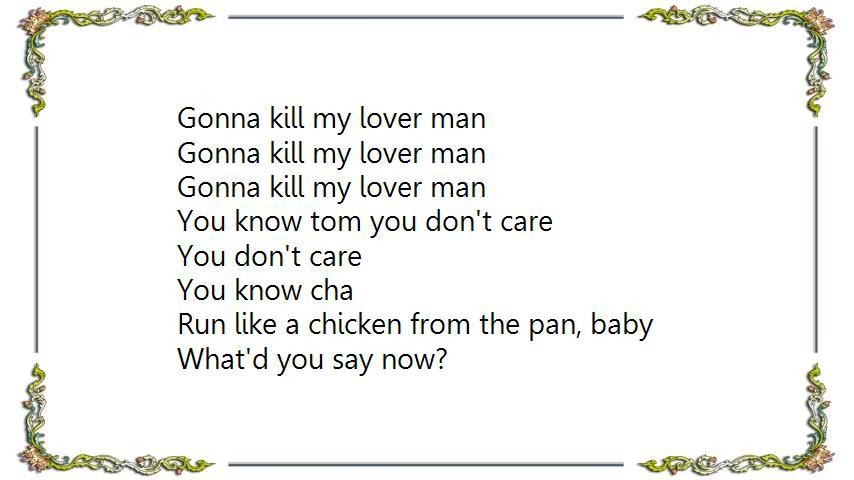 Gonna kill my lover man
Gonna kill my lover man
Gonna kill my lover man
You know tom you don't care
You don't care
You know cha
Run like a chicken from the pan, baby
What'd you say now?